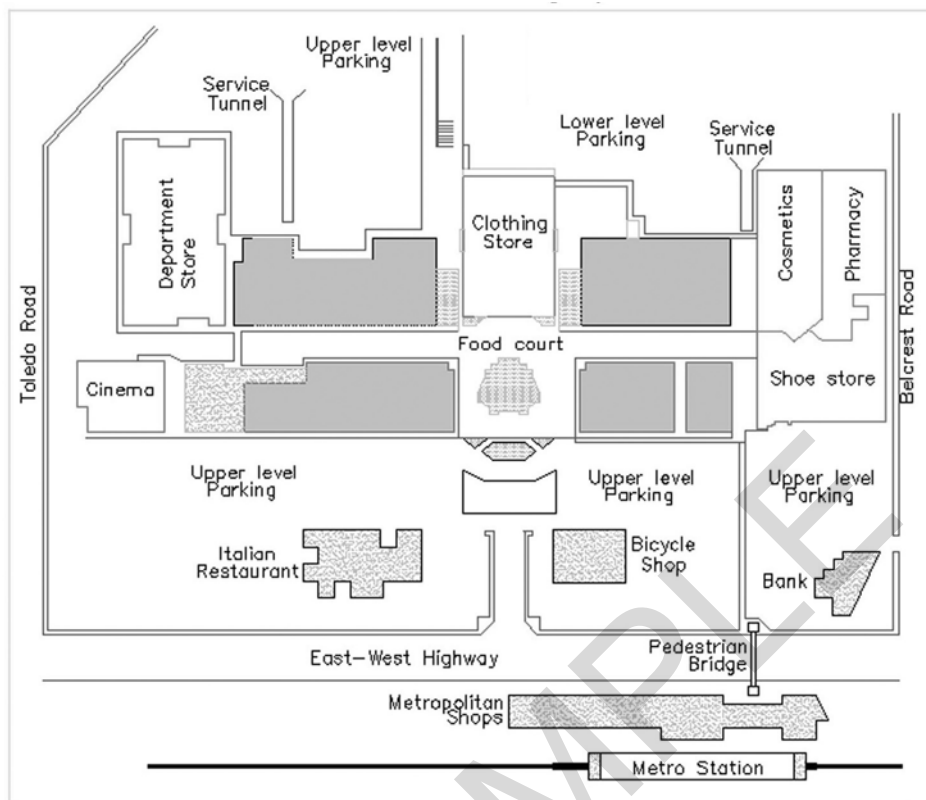 Upper level
Parking
Service
Tunnel
Lower level
Parking
Service
Tunnel
Department
Store
Clothing
Store
Cosmetics
Pharmacy
Toledo Road
Belcrest Road
Food court
Cinema
Shoe store
Upper level
Parking
Upper level
Parking
Upper level
Parking
Italian
Restaurant
Bicycle
Shop
Bank
East-West Highway
Pedestrian
Bridge
Metropolitan
Shops
Metro Station
MPLE